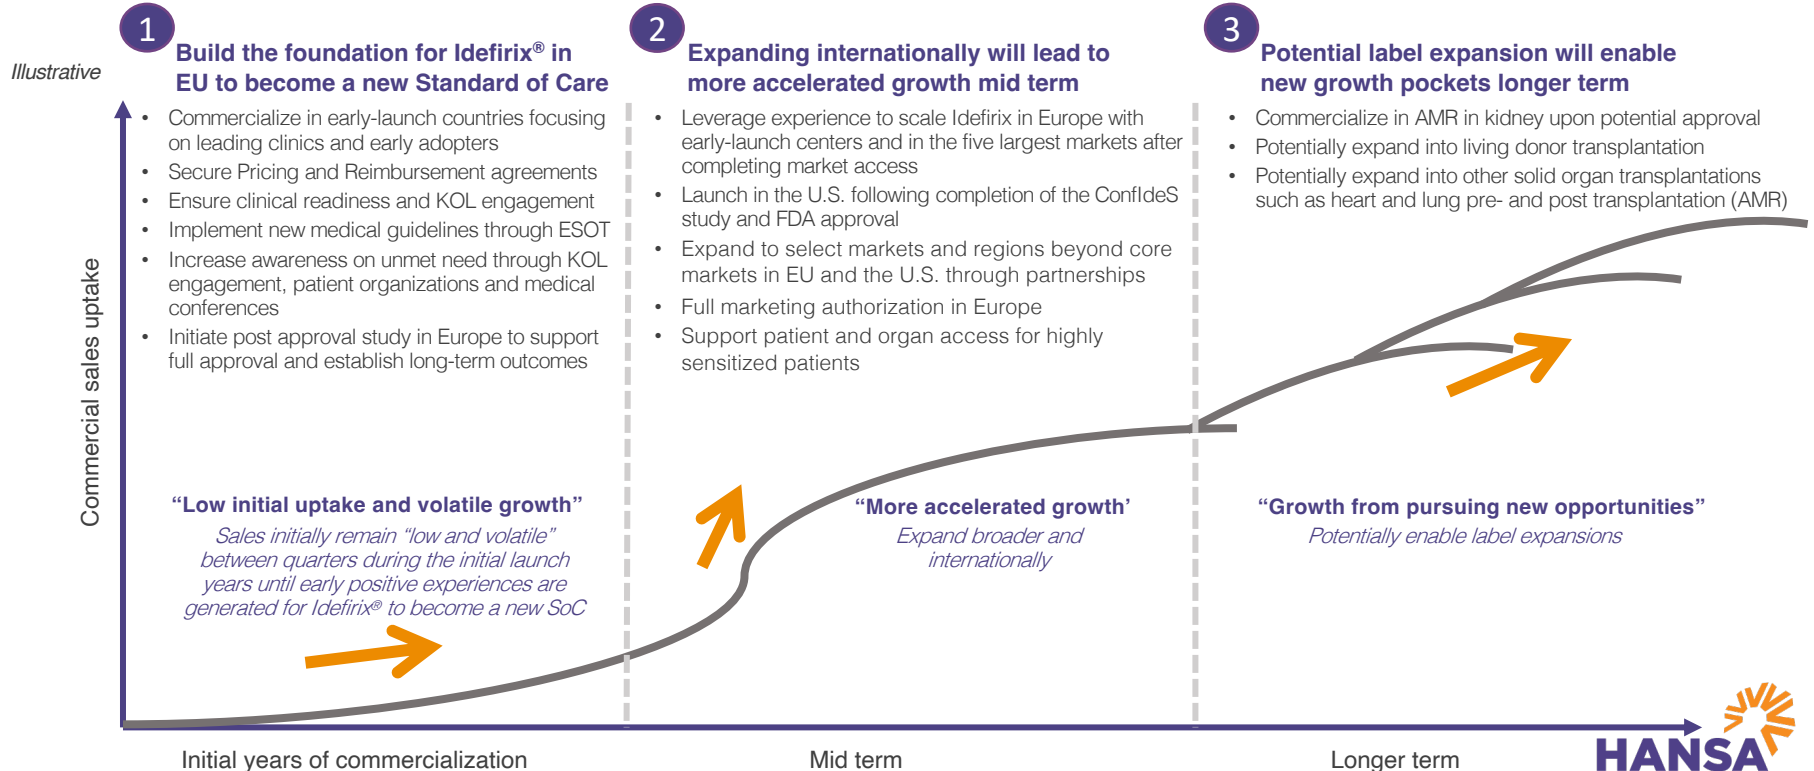 Illustrative
1
Build the foundation for Idefirix® in
EU to become a new Standard of Care
• Commercialize in early-launch countries focusing
on leading clinics and early adopters
• Secure Pricing and Reimbursement agreements
• Ensure clinical readiness and KOL engagement
• Implement new medical guidelines through ESOT
• Increase awareness on unmet need through KOL
engagement, patient organizations and medical
conferences
• Initiate post approval study in Europe to support
full approval and establish long-term outcomes
“Low initial uptake and volatile growth”
Sales initially remain “low and volatile”
between quarters during the initial launch
years until early positive experiences are
generated for Idefirix® to become a new SoC
2
Expanding internationally will lead to
more accelerated growth mid term
• Leverage experience to scale Idefirix in Europe with
early-launch centers and in the five largest markets after
completing market access
• Launch in the U.S. following completion of the ConfIdeS
study and FDA approval
• Expand to select markets and regions beyond core
markets in EU and the U.S. through partnerships
• Full marketing authorization in Europe
• Support patient and organ access for highly
sensitized patients
“More accelerated growth’
Expand broader and
internationally
3
Potential label expansion will enable
new growth pockets longer term
• Commercialize in AMR in kidney upon potential approval
• Potentially expand into living donor transplantation
• Potentially expand into other solid organ transplantations
such as heart and lung pre- and post transplantation (AMR)
“Growth from pursuing new opportunities”
Potentially enable label expansions
Commercial sales uptake
Initial years of commercialization
Mid term
Longer term
HANSA